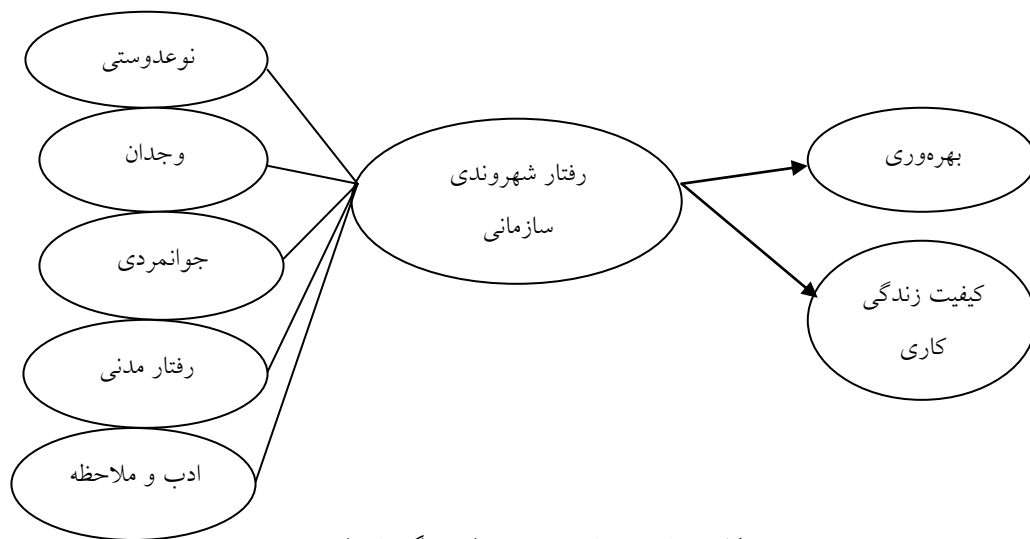 نوعدوستی
وجدان
جوانمردی
رفتار مدنی
ادب و ملاحظه
رفتار شهروندی
سازمانی
بهره‌وری
کیفیت زندگی
کاری